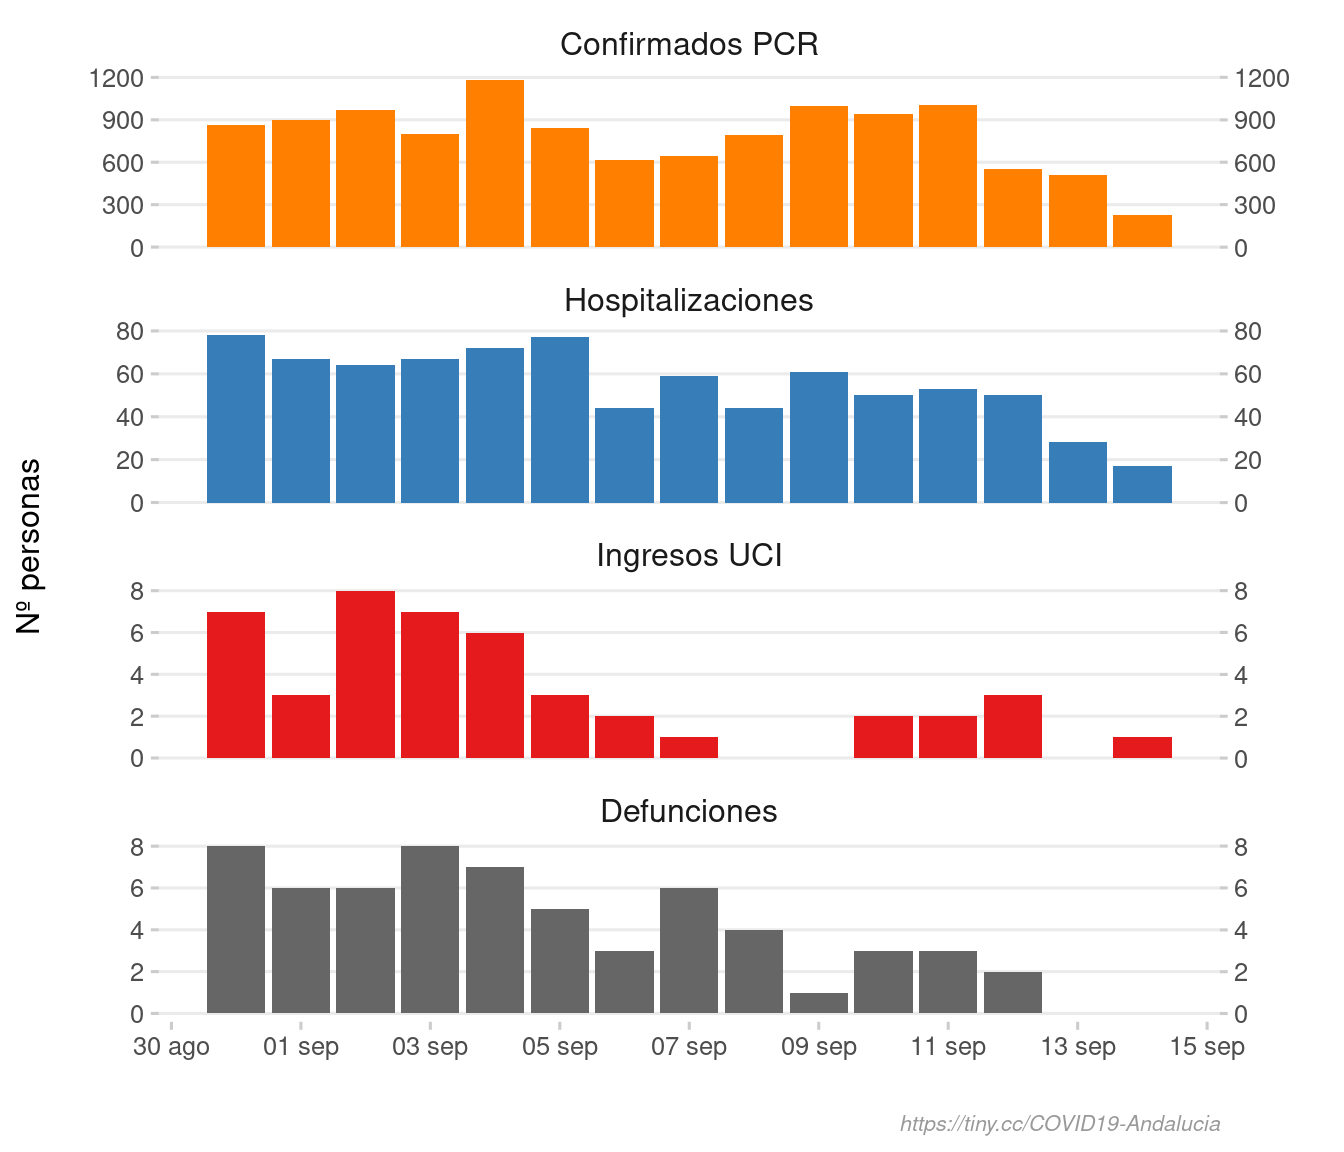 Confirmados PCR
1200 1200
900 900
600 600
300 300
0 0
Hospitalizaciones
80 80
60 60
40 40
20 20
0 0
Nº personas
Ingresos UCI
8 8
6 6
4 4
2 2
0 0
Defunciones
8 8
6 6
4 4
2 2
0 0
30 ago 01 sep 03 sep 05 sep 07 sep 09 sep 11 sep 13 sep 15 sep
https://tiny.cc/COVID19-Andalucia